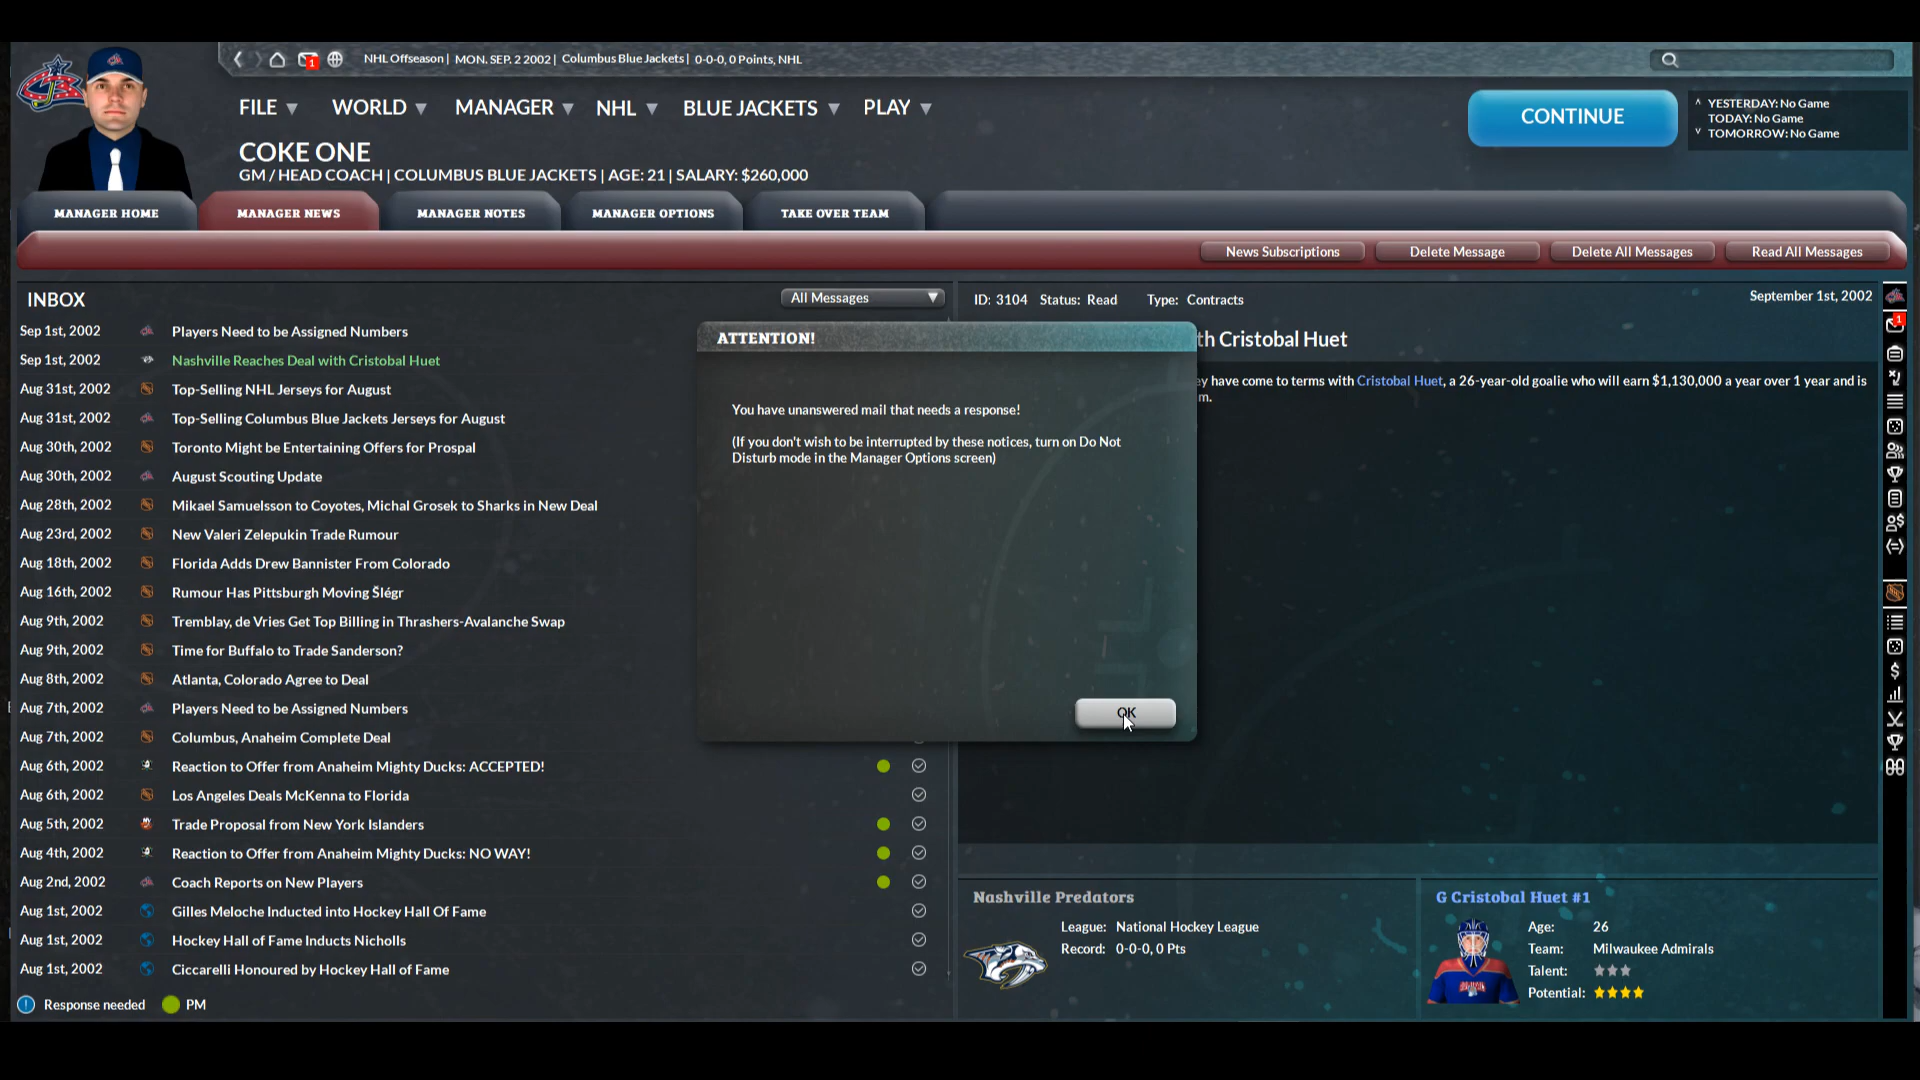 1
NHL Offseason | MON. SEP. 2 2002 | Columbus Blue Jackets | 0-0-0, 0 Points, NHL
FILE WORLD MANAGER NHL BLUE JACKETS PLAY
CONTINUE
YESTERDAY: No Game
TODAY: No Game
TOMORROW: No Game
COKE ONE
GM / HEAD COACH | COLUMBUS BLUE JACKETS | AGE: 21 | SALARY: $260,000
MANAGER HOME MANAGER NEWS MANAGER NOTES MANAGER OPTIONS TAKE OVER TEAM
News Subscriptions Delete Message Delete All Messages Read All Messages
INBOX All Messages
Sep 1st, 2002 Players Need to be Assigned Numbers
Sep 1st, 2002 Nashville Reaches Deal with Cristobal Huet
Aug 31st, 2002 Top-Selling NHL Jerseys for August
Aug 31st, 2002 Top-Selling Columbus Blue Jackets Jerseys for August
Aug 30th, 2002 Toronto Might be Entertaining Offers for Prospal
Aug 30th, 2002 August Scouting Update
Aug 28th, 2002 Mikael Samuelsson to Coyotes, Michal Grosek to Sharks in New Deal
Aug 23rd, 2002 New Valeri Zelepukin Trade Rumour
Aug 18th, 2002 Florida Adds Drew Bannister From Colorado
Aug 16th, 2002 Rumour Has Pittsburgh Moving Šlégr
Aug 9th, 2002 Tremblay, de Vries Get Top Billing in Thrashers-Avalanche Swap
Aug 9th, 2002 Time for Buffalo to Trade Sanderson?
Aug 8th, 2002 Atlanta, Colorado Agree to Deal
Aug 7th, 2002 Players Need to be Assigned Numbers
Aug 7th, 2002 Columbus, Anaheim Complete Deal
Aug 6th, 2002 Reaction to Offer from Anaheim Mighty Ducks: ACCEPTED!
Aug 6th, 2002 Los Angeles Deals McKenna to Florida
Aug 5th, 2002 Trade Proposal from New York Islanders
Aug 4th, 2002 Reaction to Offer from Anaheim Mighty Ducks: NO WAY!
Aug 2nd, 2002 Coach Reports on New Players
Aug 1st, 2002 Gilles Meloche Inducted into Hockey Hall Of Fame
Aug 1st, 2002 Hockey Hall of Fame Inducts Nicholls
Aug 1st, 2002 Ciccarelli Honoured by Hockey Hall of Fame
Response needed PM
ATTENTION!
You have unanswered mail that needs a response!
(If you don't wish to be interrupted by these notices, turn on Do Not
Disturb mode in the Manager Options screen)
OK
ID: 3104 Status: Read Type: Contracts September 1st, 2002
th Cristobal Huet
ey have come to terms with Cristobal Huet, a 26-year-old goalie who will earn $1,130,000 a year over 1 year and is
m.
Nashville Predators
League: National Hockey League
Record: 0-0-0, 0 Pts
G Cristobal Huet #1
Age: 26
Team: Milwaukee Admirals
Talent:
Potential:
1